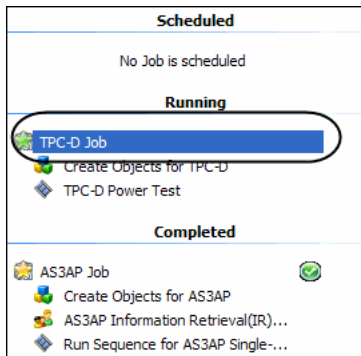 Scheduled
No Job is scheduled
Running
TPC-D Job
Create Objects for TPC-D
TPC-D Power Test
Completed
AS3AP Job
Create Objects for AS3AP
AS3AP Information Retrieval(IR)...
Run Sequence for AS3AP Single-...